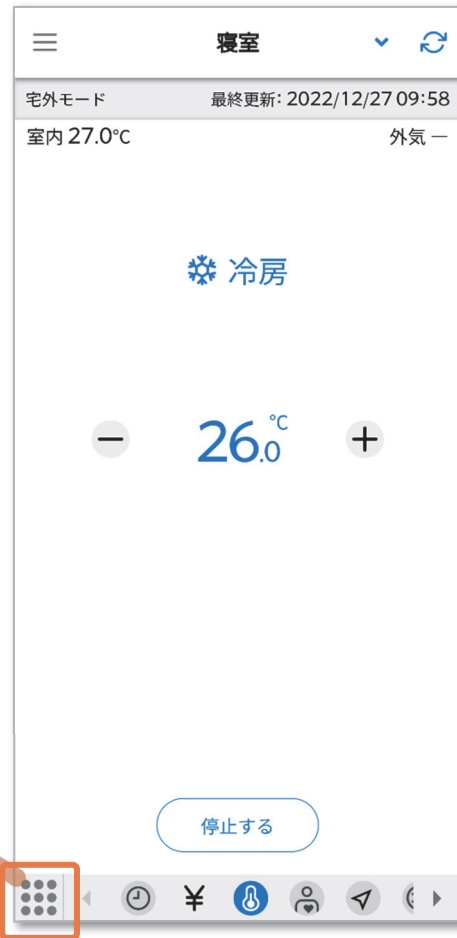 寝室
宅外モード 最終更新: 2022/12/27 09:58
室内 27.0℃ 外気 —
冷房
− 26.0℃ +
停止する
¥